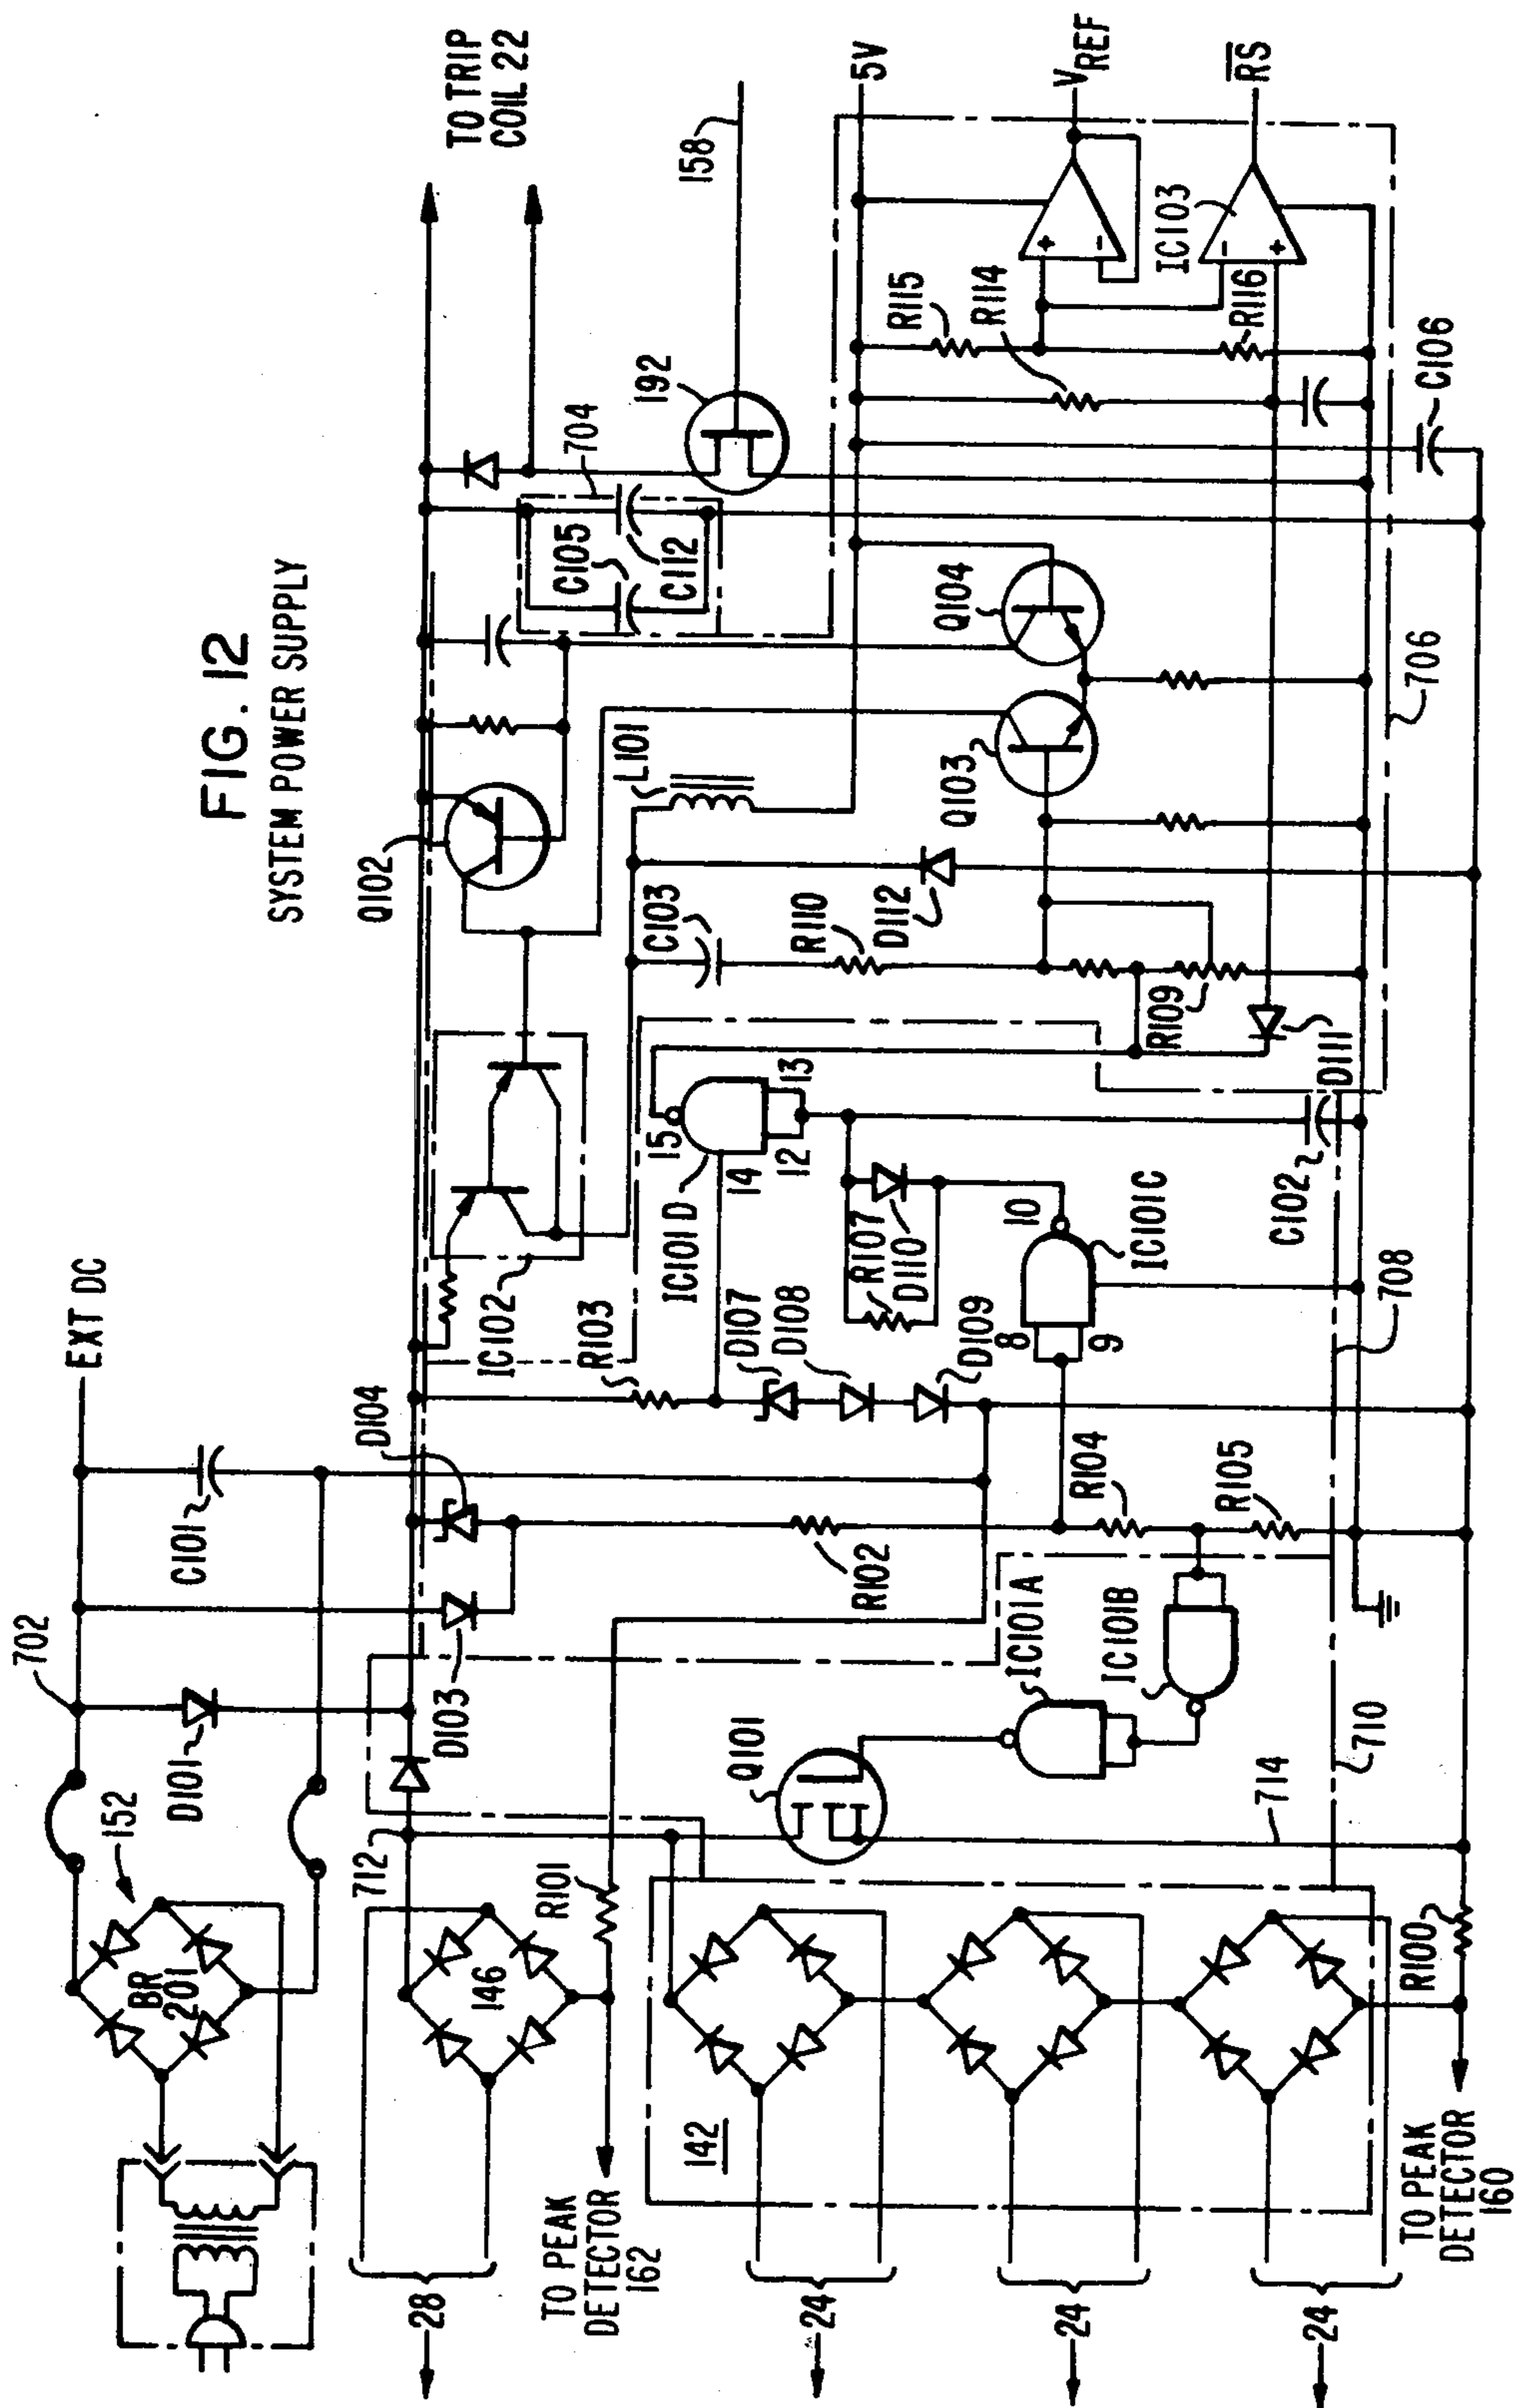 FIG. 12
SYSTEM POWER SUPPLY
702
EXT DC
152
BR
201
D101
C101
D104
D103
712
28
146
R101
TO PEAK
DETECTOR
162
142
24
24
24
TO PEAK
DETECTOR
160
R100
714
710
Q101
IC101A
IC101B
R102
R104
R105
708
R103
D107
D108
D109
8
9
10
IC101C
R107
D110
C102
IC102
IC101D
14
15
12
13
D111
R109
R110
C103
D112
L101
Q102
Q103
Q104
706
C105
C112
704
192
158
TO TRIP
COIL 22
5V
VREF
RS
IC103
+
-
-
+
R115
R114
R116
C106